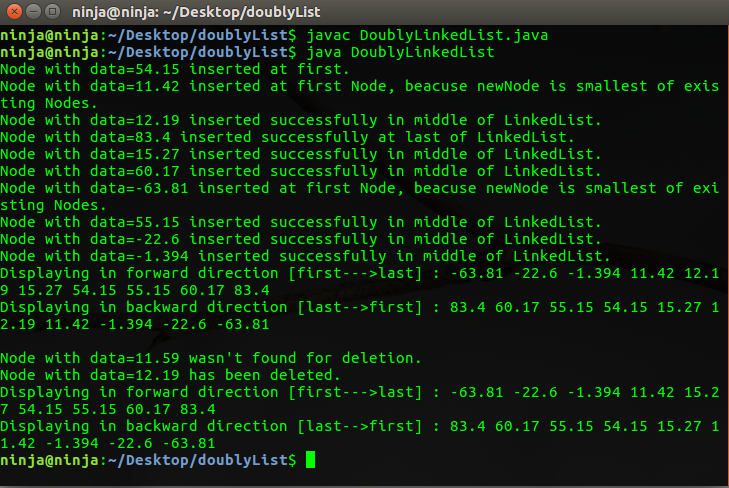 ninja@ninja: ~/Desktop/doublyList
ninja@ninja:~/Desktop/doublyList$ javac DoublyLinkedList.java
ninja@ninja:~/Desktop/doublyList$ java DoublyLinkedList
Node with data=54.15 inserted at first.
Node with data=11.42 inserted at first Node, beacuse newNode is smallest of exis
ting Nodes.
Node with data=12.19 inserted successfully in middle of LinkedList.
Node with data=83.4 inserted successfully at last of LinkedList.
Node with data=15.27 inserted successfully in middle of LinkedList.
Node with data=60.17 inserted successfully in middle of LinkedList.
Node with data=-63.81 inserted at first Node, beacuse newNode is smallest of exi
sting Nodes.
Node with data=55.15 inserted successfully in middle of LinkedList.
Node with data=-22.6 inserted successfully in middle of LinkedList.
Node with data=-1.394 inserted successfully in middle of LinkedList.
Displaying in forward direction [first--->last] : -63.81 -22.6 -1.394 11.42 12.1
9 15.27 54.15 55.15 60.17 83.4
Displaying in backward direction [last-->first] : 83.4 60.17 55.15 54.15 15.27 1
2.19 11.42 -1.394 -22.6 -63.81
Node with data=11.59 wasn't found for deletion.
Node with data=12.19 has been deleted.
Displaying in forward direction [first--->last] : -63.81 -22.6 -1.394 11.42 15.2
7 54.15 55.15 60.17 83.4
Displaying in backward direction [last-->first] : 83.4 60.17 55.15 54.15 15.27 1
1.42 -1.394 -22.6 -63.81
ninja@ninja:~/Desktop/doublyList$